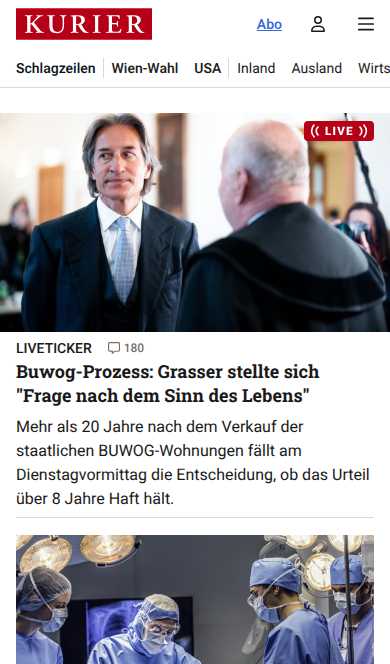 KURIER
Abo
Schlagzeilen Wien-Wahl USA Inland Ausland Wirts
LIVE
LIVETICKER 180
Buwog-Prozess: Grasser stellte sich
"Frage nach dem Sinn des Lebens"
Mehr als 20 Jahre nach dem Verkauf der
staatlichen BUWOG-Wohnungen fällt am
Dienstagvormittag die Entscheidung, ob das Urteil
über 8 Jahre Haft hält.